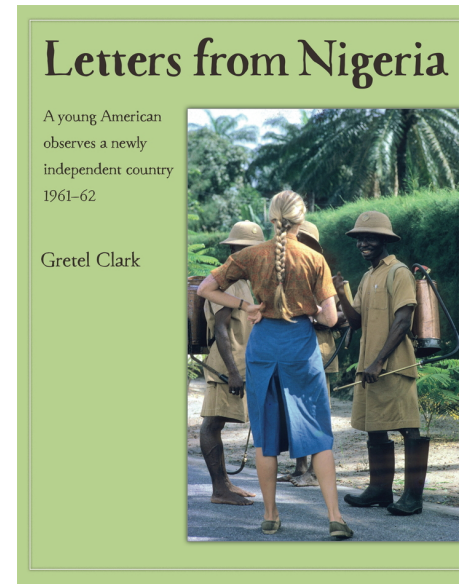 Letters from Nigeria
A young American
observes a newly
independent country
1961–62
Gretel Clark